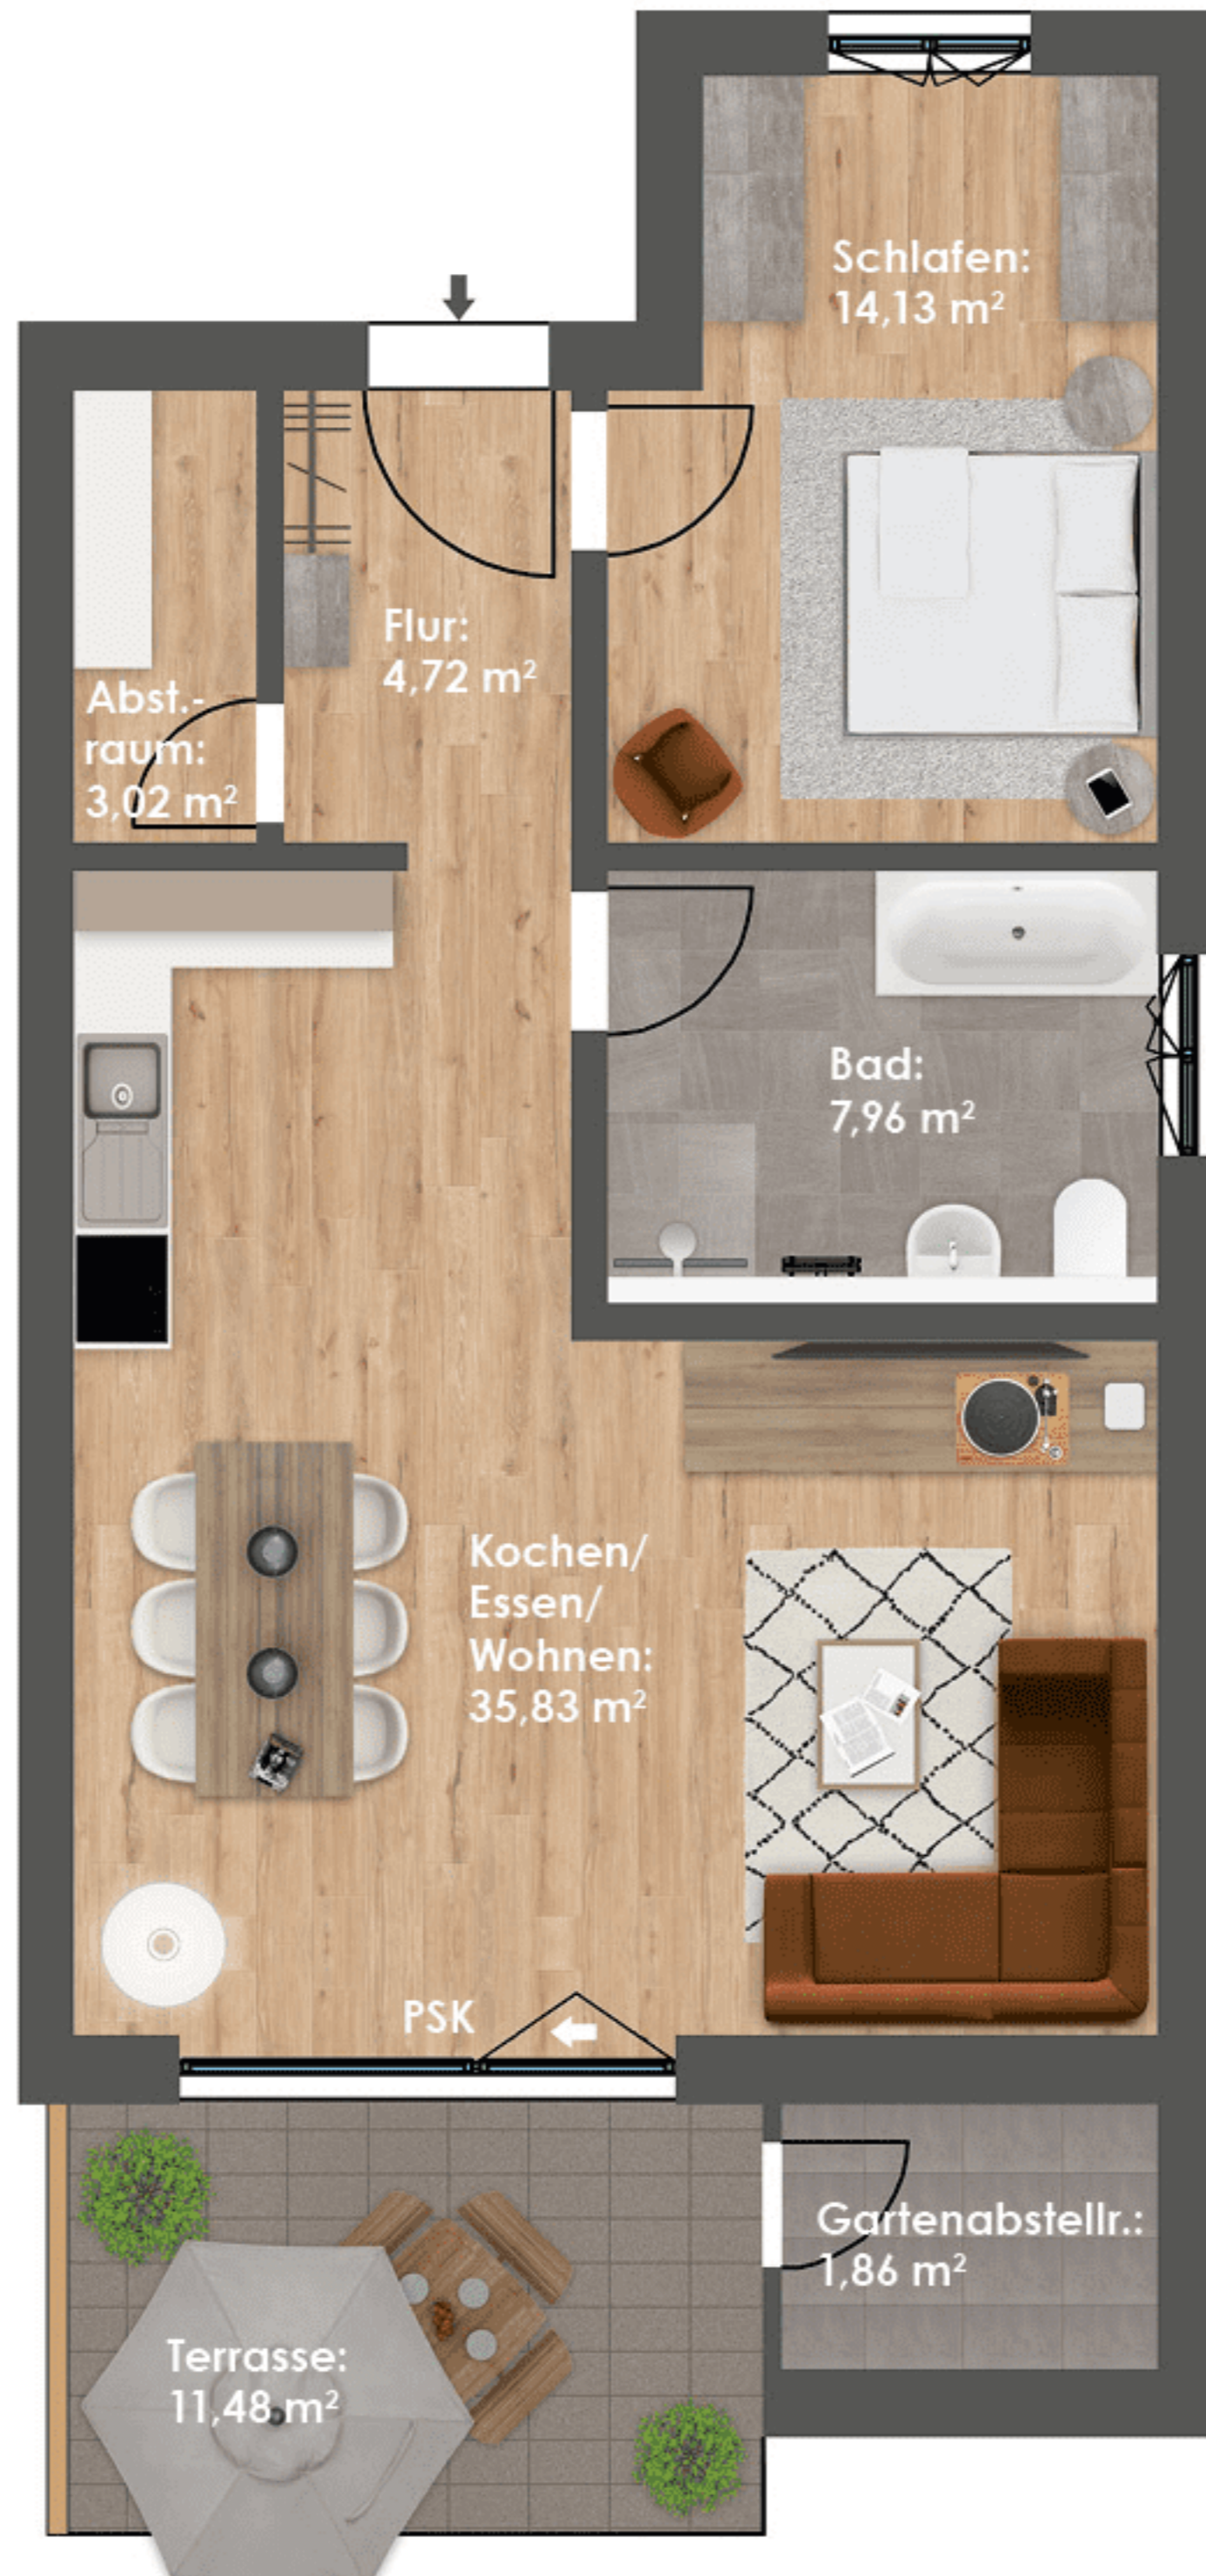 Schlafen:
14,13 m²
Flur:
4,72 m²
Abst.-
raum:
3,02 m²
Bad:
7,96 m²
Kochen/
Essen/
Wohnen:
35,83 m²
PSK
Gartenabstellr.:
1,86 m²
Terrasse:
11,48 m²